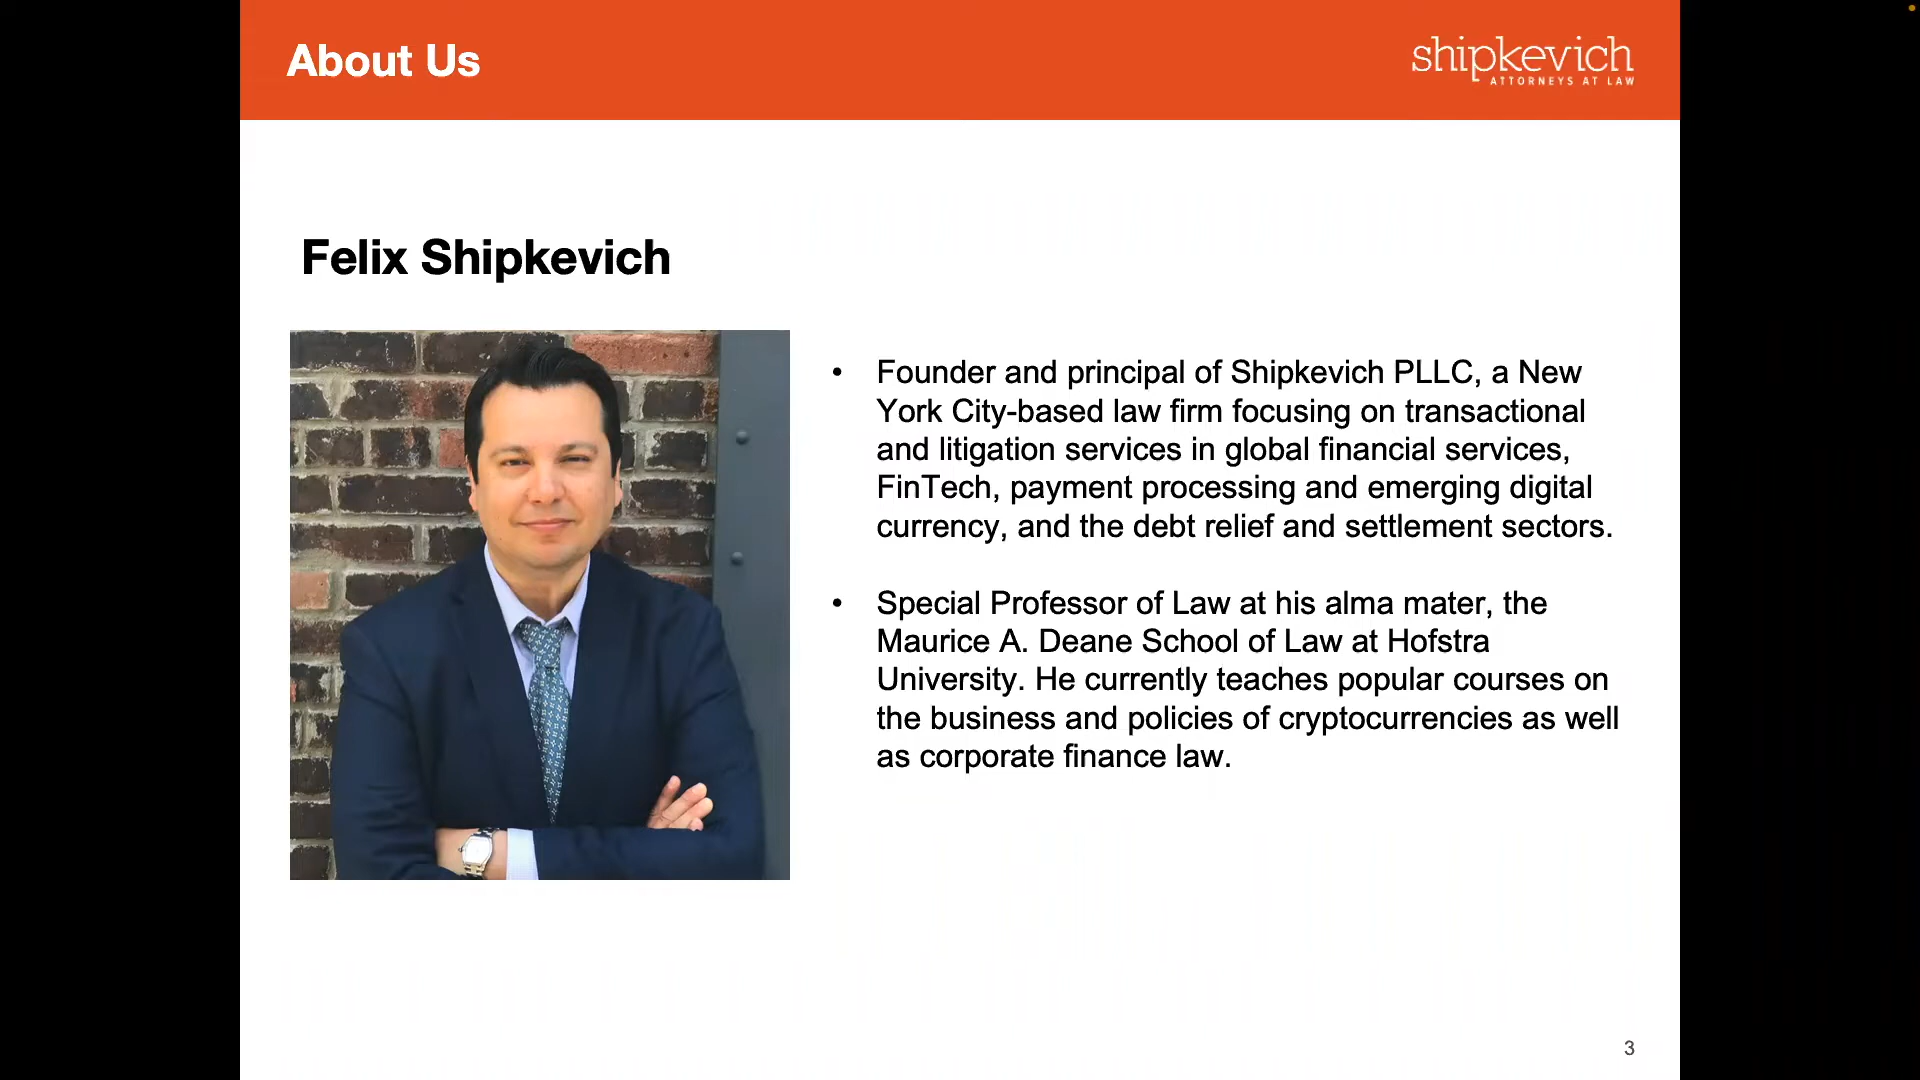 About Us
shipkevich
ATTORNEYS AT LAW
Felix Shipkevich
• Founder and principal of Shipkevich PLLC, a New
York City-based law firm focusing on transactional
and litigation services in global financial services,
FinTech, payment processing and emerging digital
currency, and the debt relief and settlement sectors.
• Special Professor of Law at his alma mater, the
Maurice A. Deane School of Law at Hofstra
University. He currently teaches popular courses on
the business and policies of cryptocurrencies as well
as corporate finance law.
3